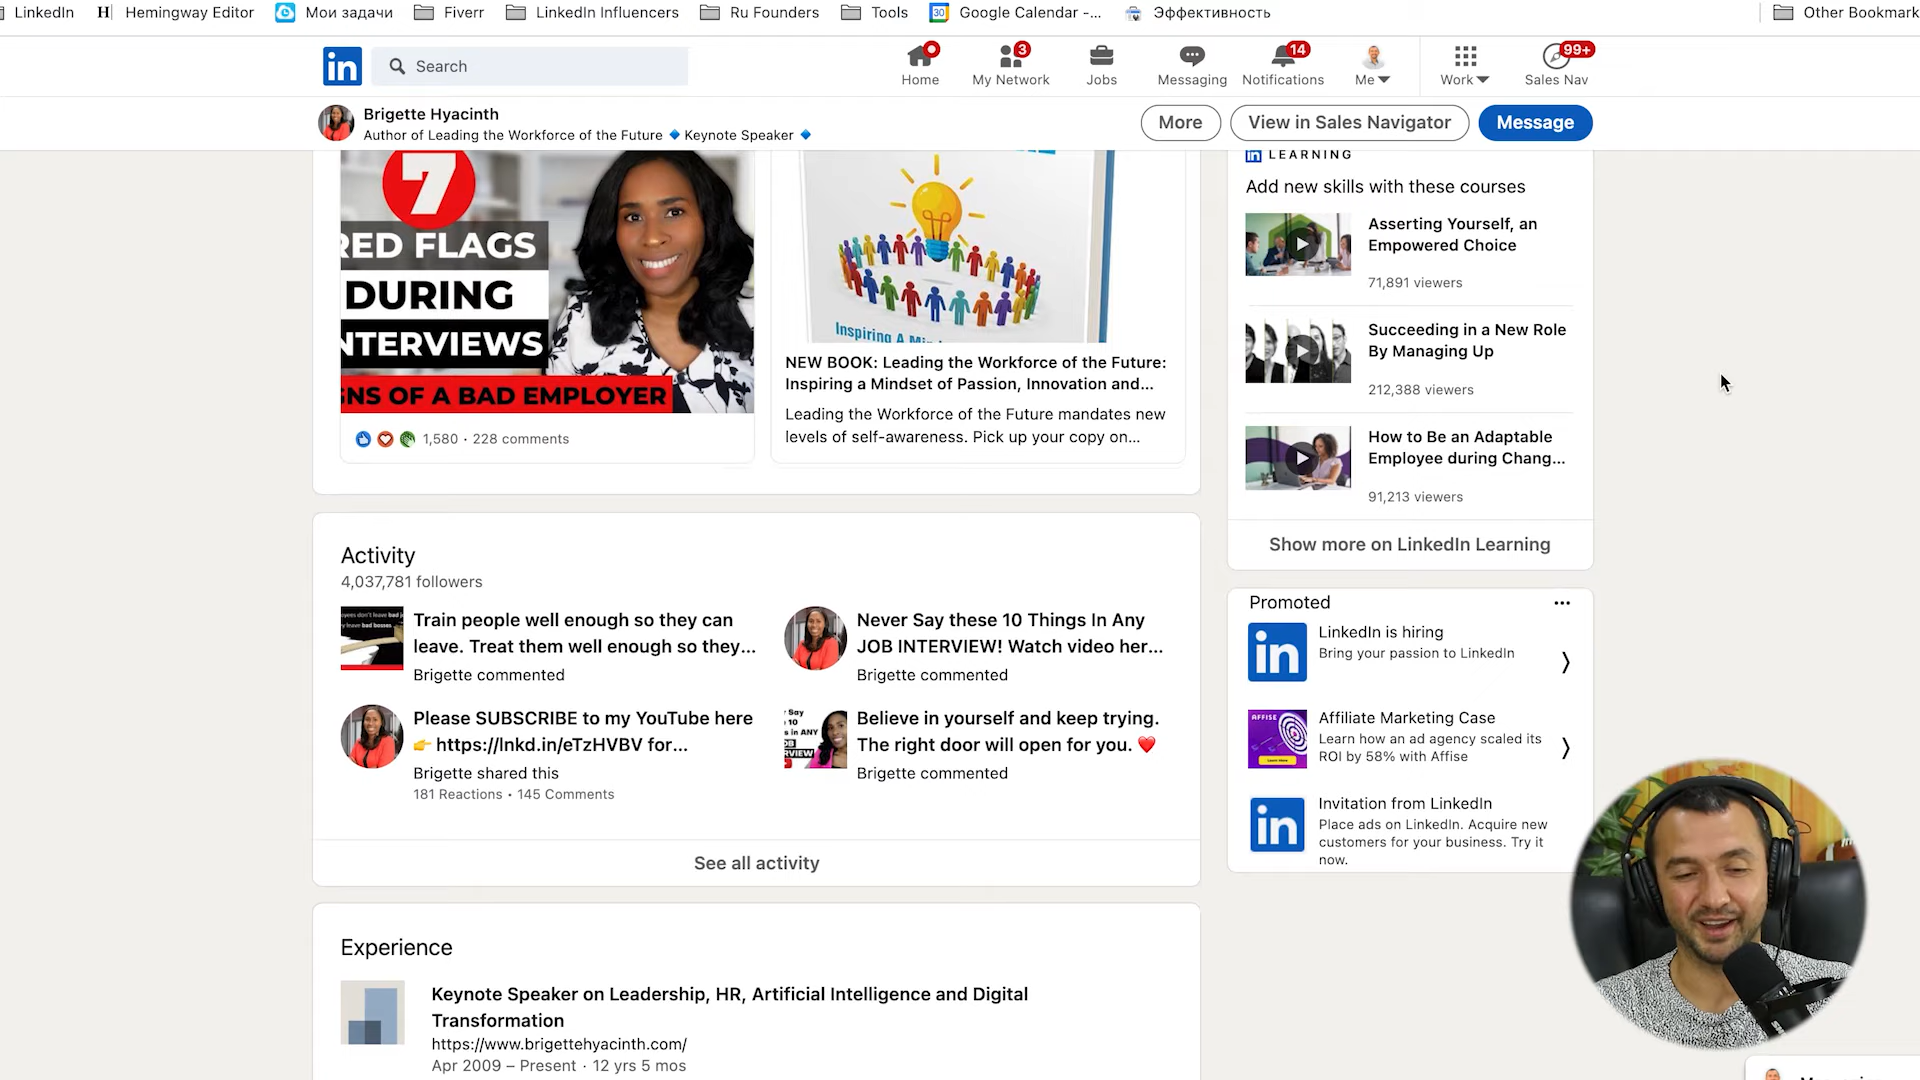 LinkedIn
H Hemingway Editor
Мои задачи
Fiverr
LinkedIn Influencers
Ru Founders
Tools
30 Google Calendar -...
Эффективность
Other Bookmark
in
Search
Home
3
My Network
Jobs
Messaging
14
Notifications
Me
Work
99+
Sales Nav
Brigette Hyacinth
Author of Leading the Workforce of the Future 🔹Keynote Speaker 🔹
More
View in Sales Navigator
Message
7
RED FLAGS
DURING
NTERVIEWS
GNS OF A BAD EMPLOYER
1,580 · 228 comments
NEW BOOK: Leading the Workforce of the Future:
Inspiring a Mindset of Passion, Innovation and...
Leading the Workforce of the Future mandates new
levels of self-awareness. Pick up your copy on...
in LEARNING
Add new skills with these courses
Asserting Yourself, an
Empowered Choice
71,891 viewers
Succeeding in a New Role
By Managing Up
212,388 viewers
How to Be an Adaptable
Employee during Chang...
91,213 viewers
Show more on LinkedIn Learning
Activity
4,037,781 followers
Train people well enough so they can
leave. Treat them well enough so they...
Brigette commented
Never Say these 10 Things In Any
JOB INTERVIEW! Watch video her...
Brigette commented
Please SUBSCRIBE to my YouTube here
👉 https://lnkd.in/eTzHVBV for...
Brigette shared this
181 Reactions • 145 Comments
Believe in yourself and keep trying.
The right door will open for you. ❤️
Brigette commented
See all activity
Promoted
...
in
LinkedIn is hiring
Bring your passion to LinkedIn
AFFISE
Affiliate Marketing Case
Learn how an ad agency scaled its
ROI by 58% with Affise
in
Invitation from LinkedIn
Place ads on LinkedIn. Acquire new
customers for your business. Try it
now.
Experience
Keynote Speaker on Leadership, HR, Artificial Intelligence and Digital
Transformation
https://www.brigettehyacinth.com/
Apr 2009 – Present · 12 yrs 5 mos